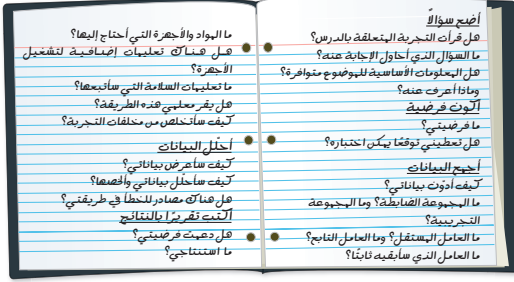 أضع سؤالًا
هل قرأت التجربة المتعلقة بالدرس؟
ما السؤال الذي أحاول الإجابة عنه؟
هل المعلومات الأساسية للموضوع متوافرة؟
وماذا أعرف عنه؟
أكون فرضية
ما فرضيتي؟
هل تعطيني توقعًا يمكن اختباره؟
أجمع البيانات
كيف أدوّن بياناتي؟
ما المجموعة الضابطة؟ وما المجموعة
التجريبية؟
ما العامل المستقل؟ وما العامل التابع؟
ما العامل الذي سأبقيه ثابتًا؟
ما المواد والأجهزة التي أحتاج إليها؟
هل هناك تعليمات إضافية لتشغيل
الأجهزة؟
ما تعليمات السلامة التي سأتبعها؟
هل يقر معلمي هذه الطريقة؟
كيف سأتخلص من مخلفات التجربة؟
أحلّل البيانات
كيف سأعرض بياناتي؟
كيف سأحلّل بياناتي وألخصها؟
هل هناك مصادر للخطأ في طريقتي؟
أكتب تقريرًا بالنتائج
هل دعمت فرضيتي؟
ما استنتاجي؟